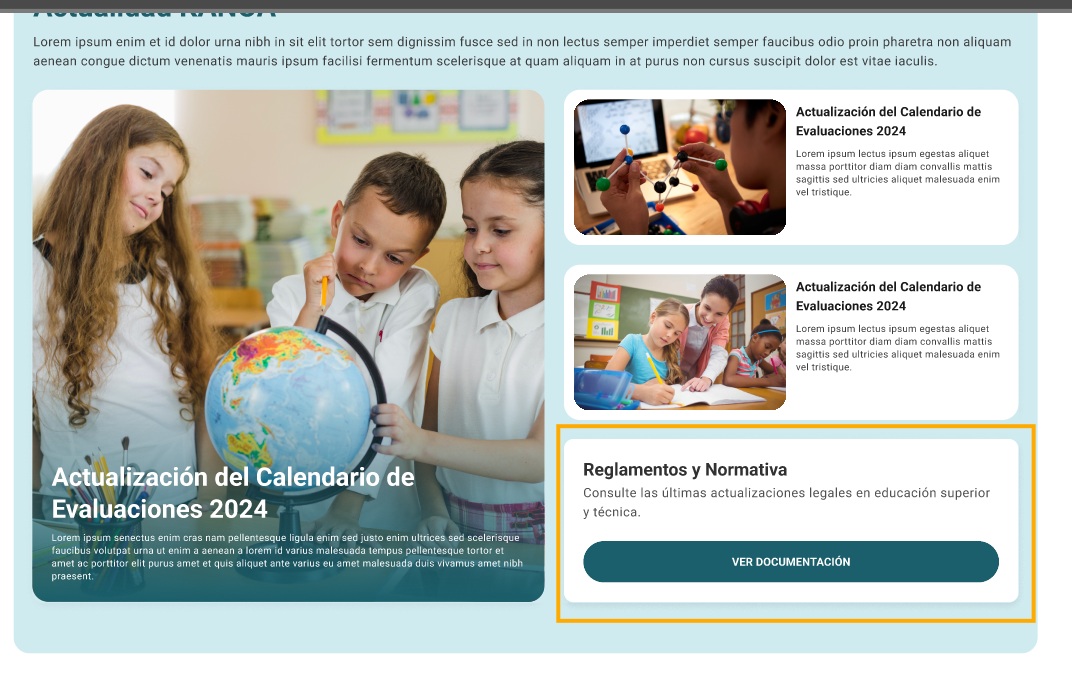 Actualidad RANCA
Lorem ipsum enim et id dolor urna nibh in sit elit tortor sem dignissim fusce sed in non lectus semper imperdiet semper faucibus odio proin pharetra non aliquam
aenean congue dictum venenatis mauris ipsum facilisi fermentum scelerisque at quam aliquam in at purus non cursus suscipit dolor est vitae iaculis.
Actualización del Calendario de
Evaluaciones 2024
Lorem ipsum senectus enim cras nam pellentesque ligula enim sed justo enim ultrices sed scelerisque
faucibus volutpat urna ut enim a aenean a lorem id varius malesuada tempus pellentesque tortor et
amet ac porttitor elit purus amet et quis aliquet ante varius eu amet malesuada duis vivamus amet nibh
praesent.
Actualización del Calendario de
Evaluaciones 2024
Lorem ipsum lectus ipsum egestas aliquet
massa porttitor diam diam convallis mattis
sagittis sed ultricies aliquet malesuada enim
vel tristique.
Actualización del Calendario de
Evaluaciones 2024
Lorem ipsum lectus ipsum egestas aliquet
massa porttitor diam diam convallis mattis
sagittis sed ultricies aliquet malesuada enim
vel tristique.
Reglamentos y Normativa
Consulte las últimas actualizaciones legales en educación superior
y técnica.
VER DOCUMENTACIÓN